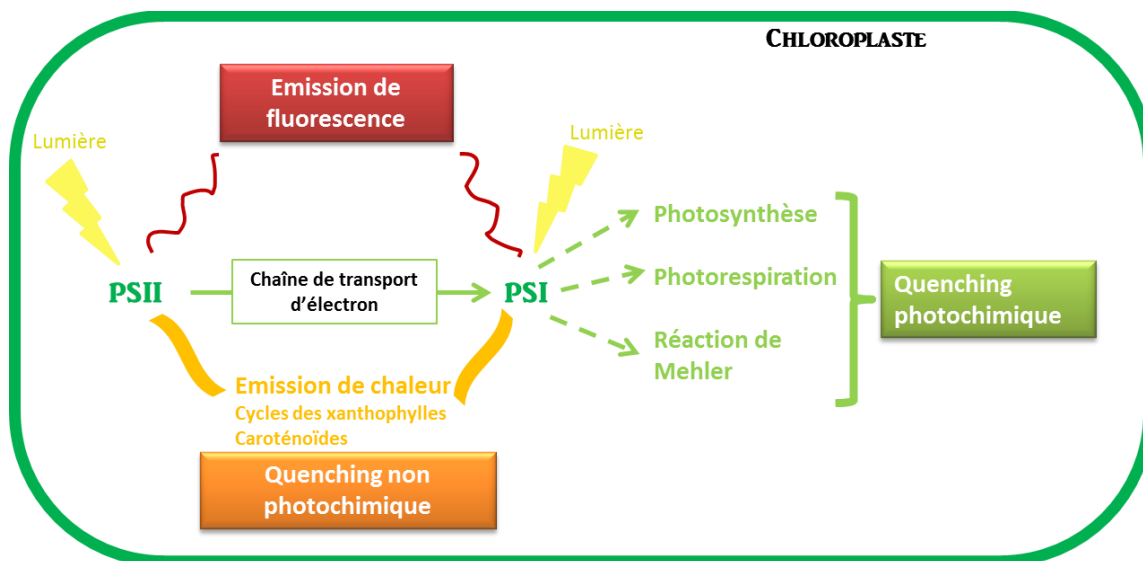 CHLOROPLASTE
Emission de
fluorescence
Lumière
Lumière
Photosynthèse
PSII
Chaîne de transport
d'électron
PSI
Photorespiration
Quenching
photochimique
Réaction de
Mehler
Emission de chaleur
Cycles des xanthophylles
Caroténoïdes
Quenching non
photochimique